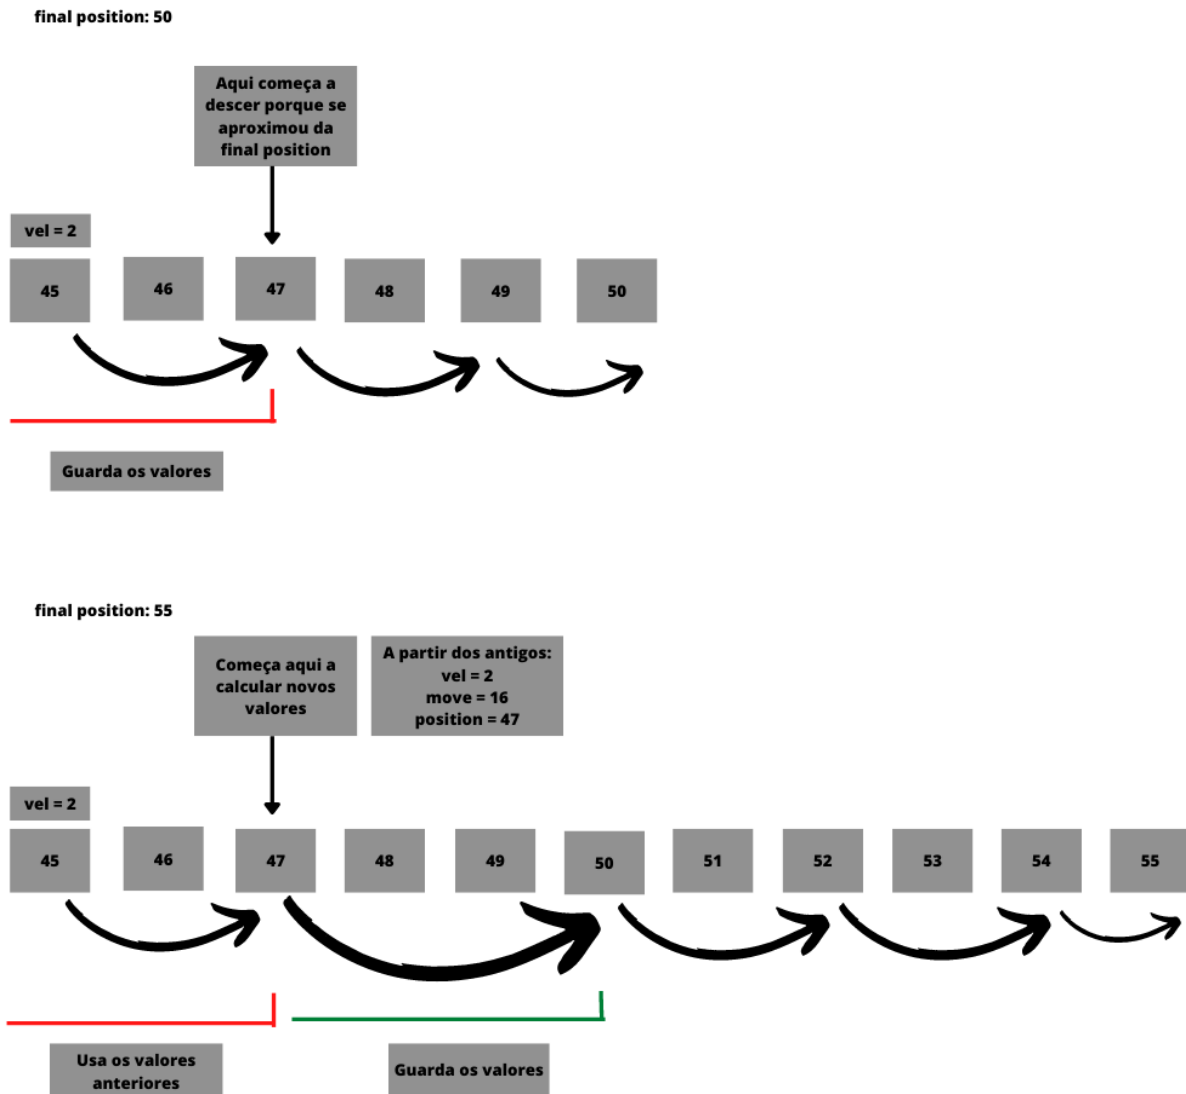 final position: 50
Aqui começa a
descer porque se
aproximou da
final position
vel = 2
45
46
47
48
49
50
Guarda os valores
final position: 55
Começa aqui a
calcular novos
valores
A partir dos antigos:
vel = 2
move = 16
position = 47
vel = 2
45
46
47
48
49
50
51
52
53
54
55
Usa os valores
anteriores
Guarda os valores